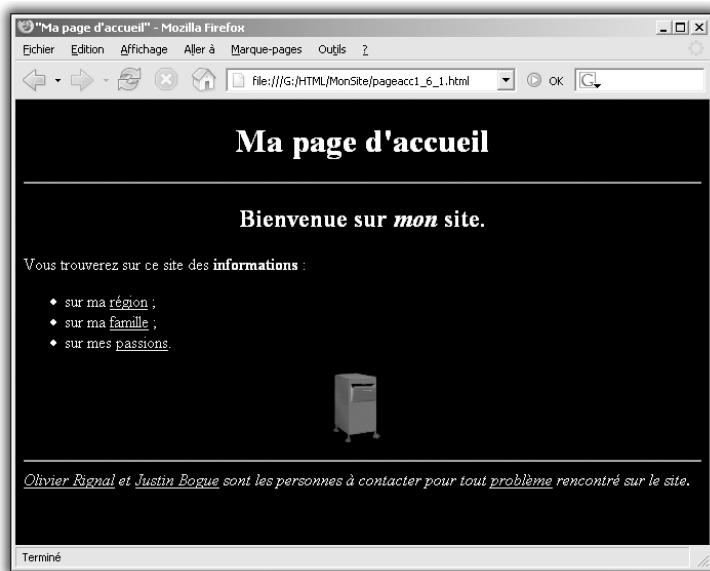 "Ma page d'accueil" - Mozilla Firefox
Fichier Edition Affichage Aller à Marque-pages Outils ?
file:///G:/HTML/MonSite/pageacc1_6_1.html OK G
Ma page d'accueil
Bienvenue sur mon site.
Vous trouverez sur ce site des informations :
sur ma région ;
sur ma famille ;
sur mes passions.
Olivier Rignal et Justin Bogue sont les personnes à contacter pour tout problème rencontré sur le site.
Terminé